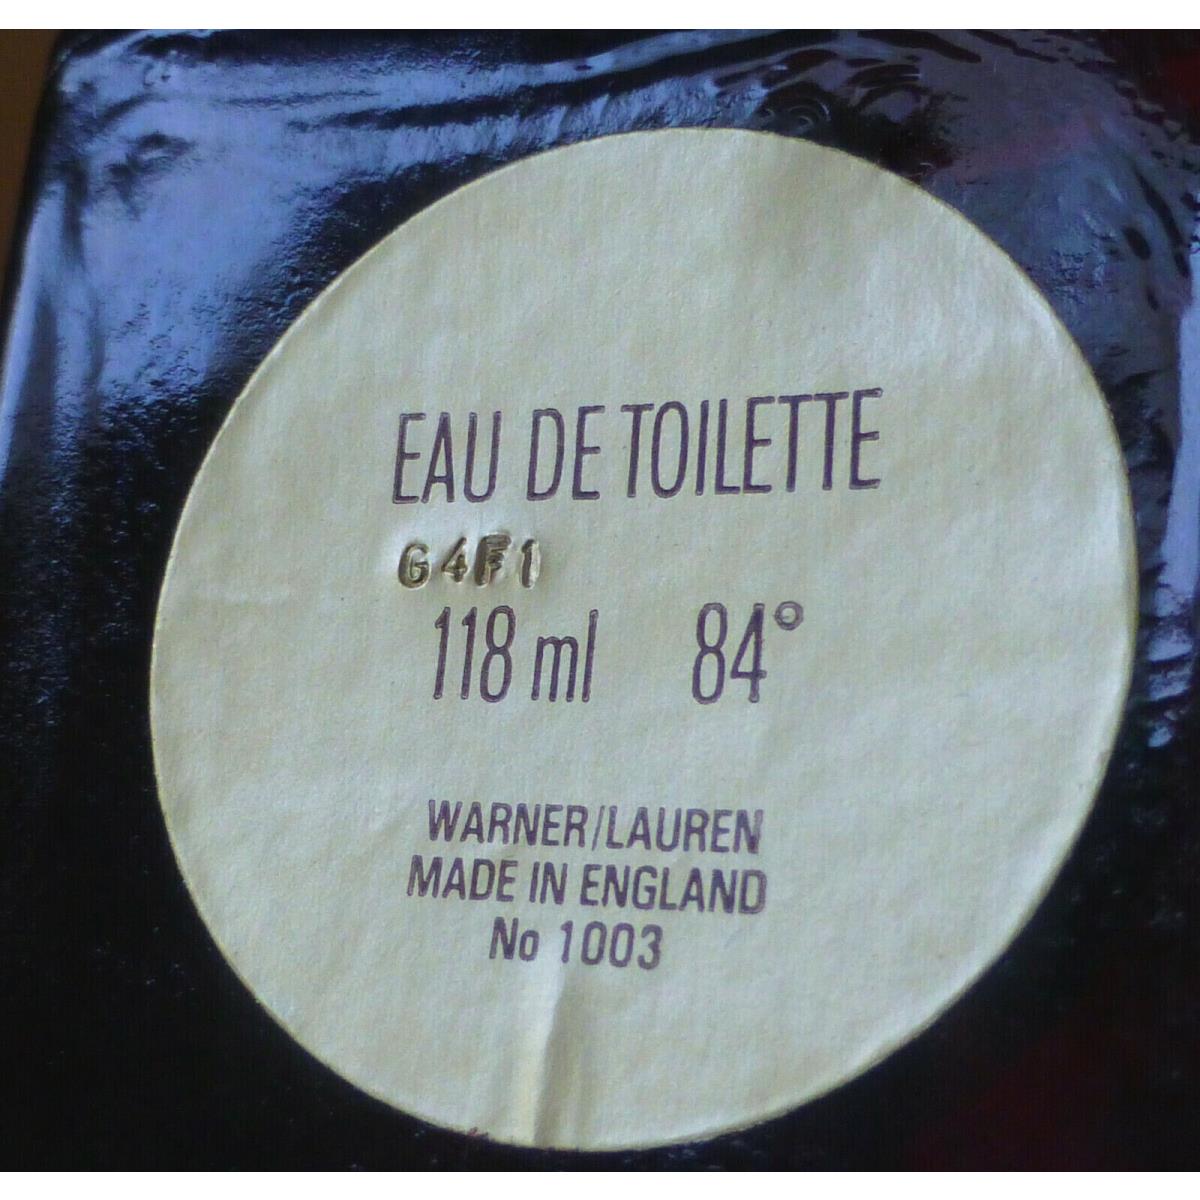 EAU DE TOILETTE
G4F1
118 ml 84°
WARNER/LAUREN
MADE IN ENGLAND
No 1003